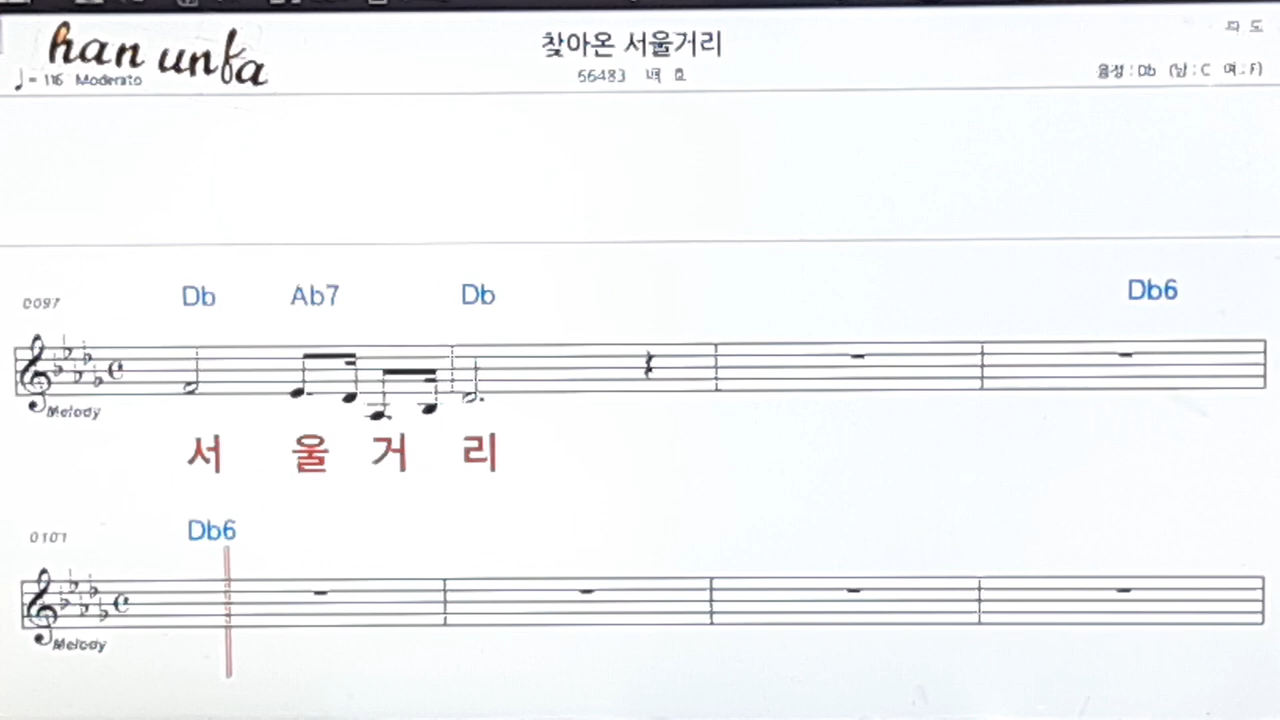 han unfa
♩= 116 Moderato
찾아온 서울거리
56483
음정 : Db (남 : C 여 : F)
0097
Db Ab7 Db Db6
Melody
서 울 거 리
0101
Db6
Melody